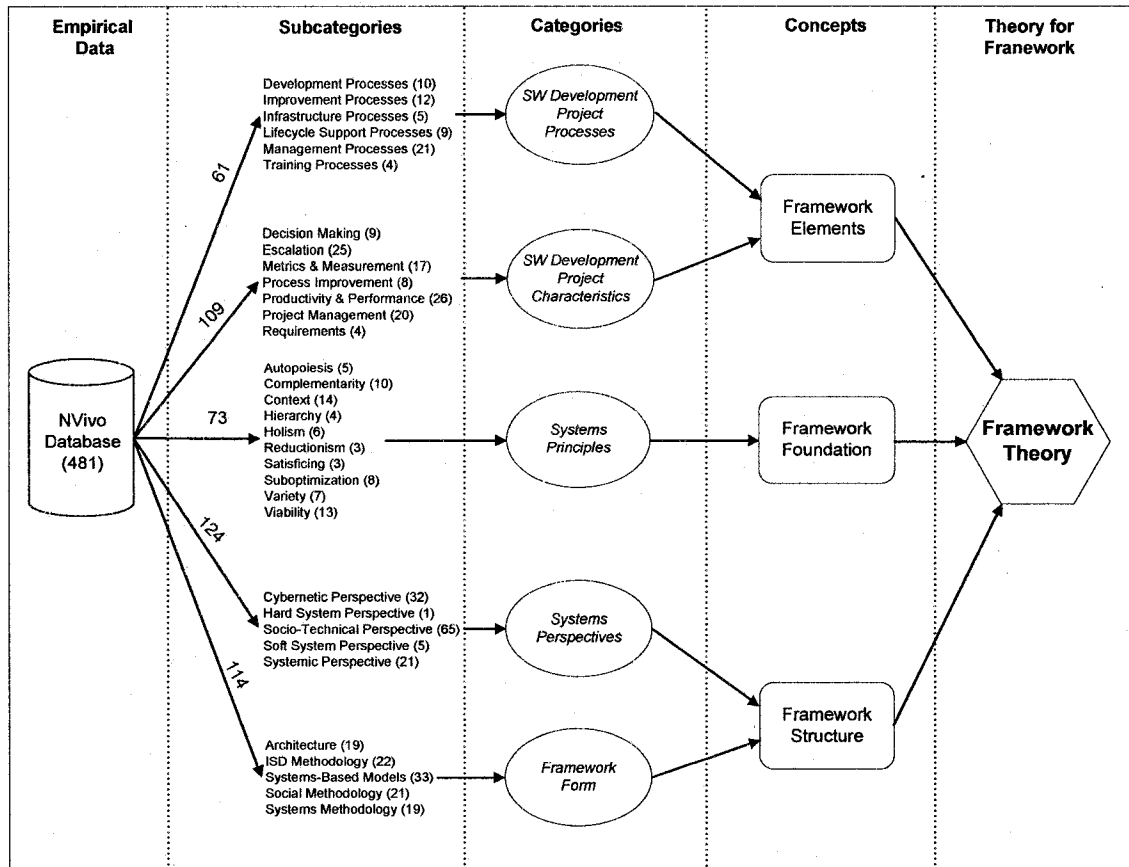 Empirical
Data
Subcategories
Categories
Concepts
Theory for
Franework
Development Processes (10)
Improvement Processes (12)
Infrastructure Processes (5)
Lifecycle Support Processes (9)
Management Processes (21)
Training Processes (4)
SW Development
Project
Processes
61
Framework
Elements
Decision Making (9)
Escalation (25)
Metrics & Measurement (17)
Process Improvement (8)
Productivity & Performance (26)
Project Management (20)
Requirements (4)
SW Development
Project
Characteristics
109
NVivo
Database
(481)
73
Autopoiesis (5)
Complementarity (10)
Context (14)
Hierarchy (4)
Holism (6)
Reductionism (3)
Satisficing (3)
Suboptimization (8)
Variety (7)
Viability (13)
Systems
Principles
Framework
Foundation
Framework
Theory
124
Cybernetic Perspective (32)
Hard System Perspective (1)
Socio-Technical Perspective (65)
Soft System Perspective (5)
Systemic Perspective (21)
Systems
Perspectives
114
Framework
Structure
Architecture (19)
ISD Methodology (22)
Systems-Based Models (33)
Social Methodology (21)
Systems Methodology (19)
Framework
Form